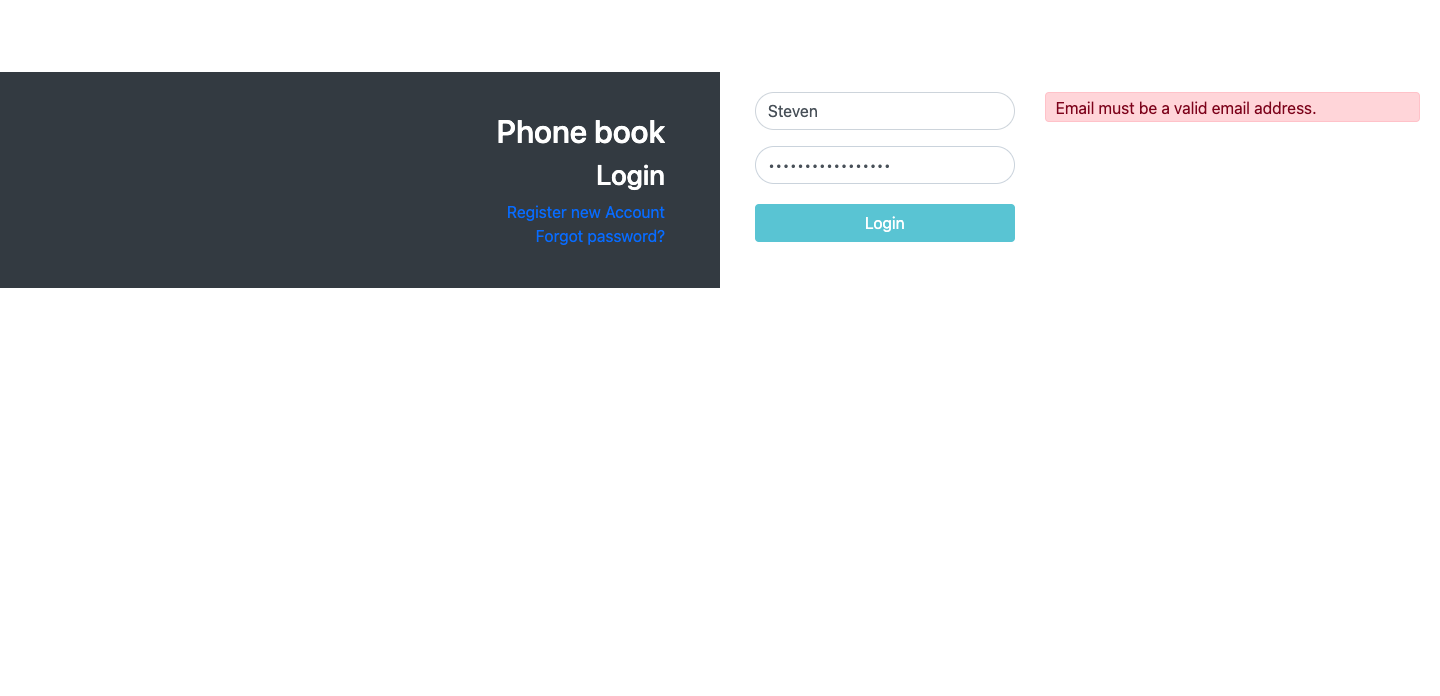 Phone book
Login
Register new Account
Forgot password?
Steven
•••••••••••••••••
Login
Email must be a valid email address.